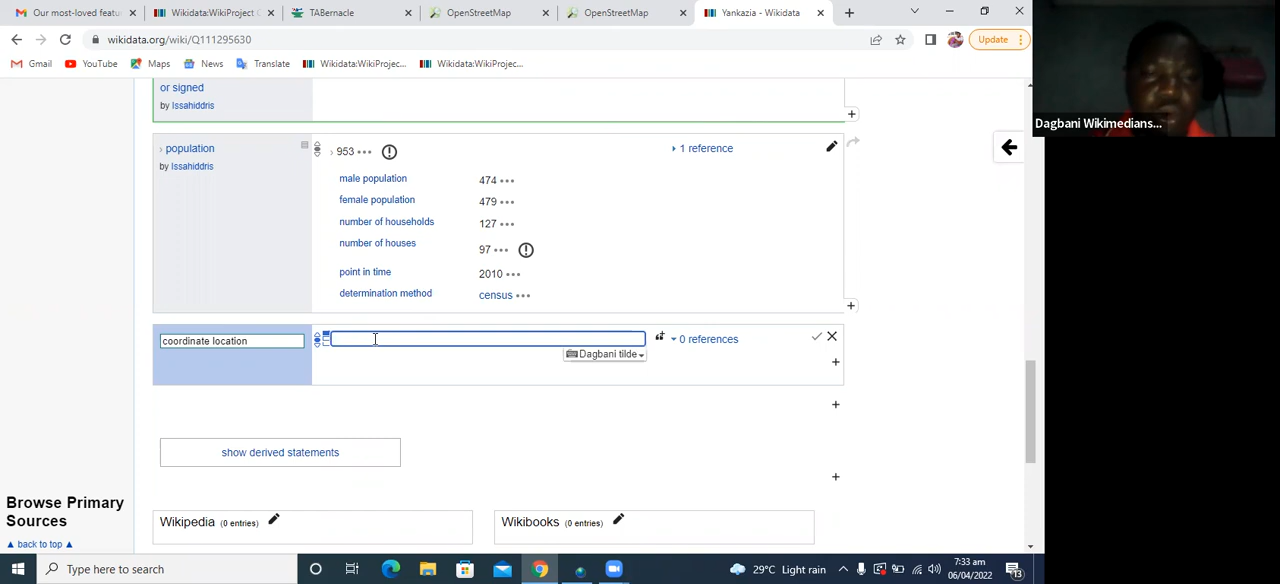 Our most-loved featu
Wikidata:WikiProject C
TABernacle
OpenStreetMap
OpenStreetMap
Yankazia - Wikidata
wikidata.org/wiki/Q111295630
Update
Gmail
YouTube
Maps
News
Translate
Wikidata:WikiProjec...
Wikidata:WikiProjec...
Dagbani Wikimedians...
or signed
by Issahiddris
population
by Issahiddris
953
1 reference
male population
474
female population
479
number of households
127
number of houses
97
point in time
2010
determination method
census
coordinate location
0 references
Dagbani tilde
show derived statements
Browse Primary
Sources
back to top
Wikipedia (0 entries)
Wikibooks (0 entries)
Type here to search
29°C Light rain
7:33 am
06/04/2022
13